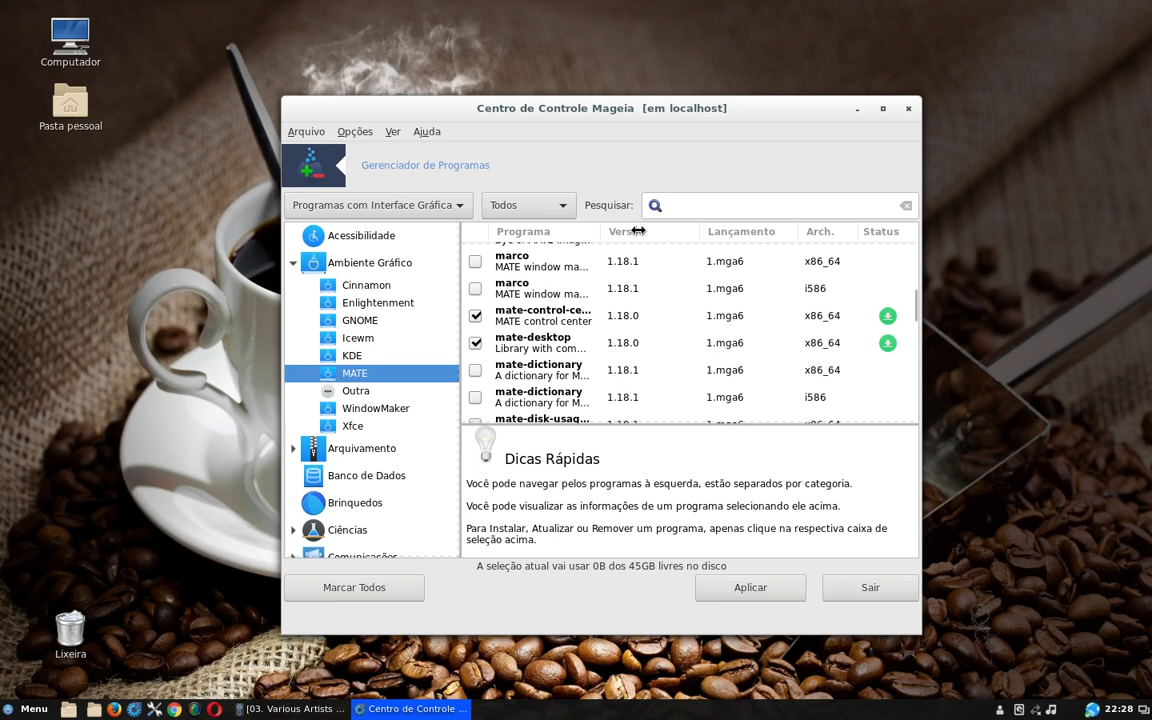 Computador
Pasta pessoal
Lixeira
Centro de Controle Mageia [em localhost]
Arquivo Opções Ver Ajuda
Gerenciador de Programas
Programas com Interface Gráfica Todos Pesquisar:
Acessibilidade
Ambiente Gráfico
Cinnamon
Enlightenment
GNOME
Icewm
KDE
MATE
Outra
WindowMaker
Xfce
Arquivamento
Banco de Dados
Brinquedos
Ciências
Comunicações
Programa Versão Lançamento Arch. Status
marco 1.18.1 1.mga6 x86_64
MATE window ma...
marco 1.18.1 1.mga6 i586
MATE window ma...
mate-control-ce... 1.18.0 1.mga6 x86_64
MATE control center
mate-desktop 1.18.0 1.mga6 x86_64
Library with com...
mate-dictionary 1.18.1 1.mga6 x86_64
A dictionary for M...
mate-dictionary 1.18.1 1.mga6 i586
A dictionary for M...
mate-disk-usag...
Dicas Rápidas
Você pode navegar pelos programas à esquerda, estão separados por categoria.
Você pode visualizar as informações de um programa selecionando ele acima.
Para Instalar, Atualizar ou Remover um programa, apenas clique na respectiva caixa de
seleção acima.
A seleção atual vai usar 0B dos 45GB livres no disco
Marcar Todos Aplicar Sair
Menu [03. Various Artists ... Centro de Controle ... 22:28